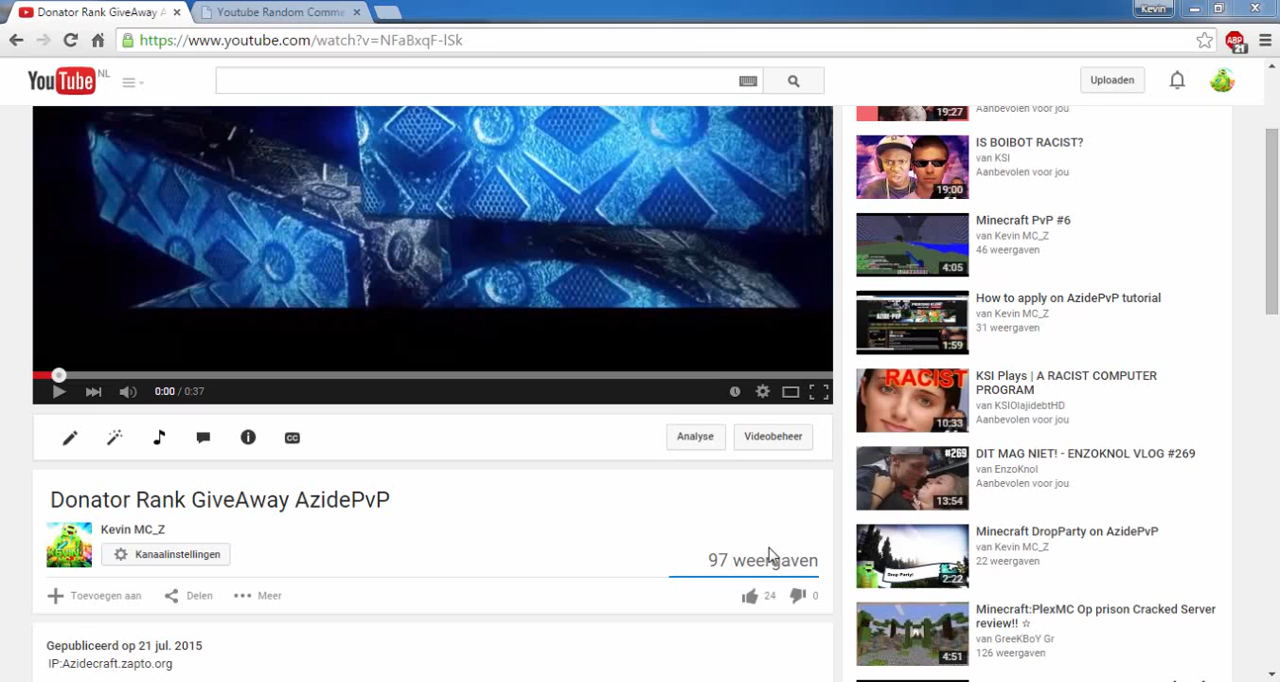 Donator Rank GiveAway A
Youtube Random Comme
Kevin
https://www.youtube.com/watch?v=NFaBxqF-lSk
ABP
21
YouTube NL
Uploaden
19:27
Aanbevolen voor jou
IS BOIBOT RACIST?
van KSI
Aanbevolen voor jou
19:00
Minecraft PvP #6
van Kevin MC_Z
46 weergaven
4:05
How to apply on AzidePvP tutorial
van Kevin MC_Z
31 weergaven
1:59
RACIST
KSI Plays | A RACIST COMPUTER
PROGRAM
van KSIOlajidebtHD
Aanbevolen voor jou
10:33
#269
DIT MAG NIET! - ENZOKNOL VLOG #269
van EnzoKnol
Aanbevolen voor jou
13:54
Minecraft DropParty on AzidePvP
van Kevin MC_Z
22 weergaven
Drop Party!
2:22
Minecraft:PlexMC Op prison Cracked Server
review!! ☆
van GreeKBoY Gr
126 weergaven
4:51
0:00 / 0:37
CC
Analyse
Videobeheer
Donator Rank GiveAway AzidePvP
Kevin MC_Z
Kanaalinstellingen
97 weergaven
Toevoegen aan
Delen
Meer
24
0
Gepubliceerd op 21 jul. 2015
IP:Azidecraft.zapto.org